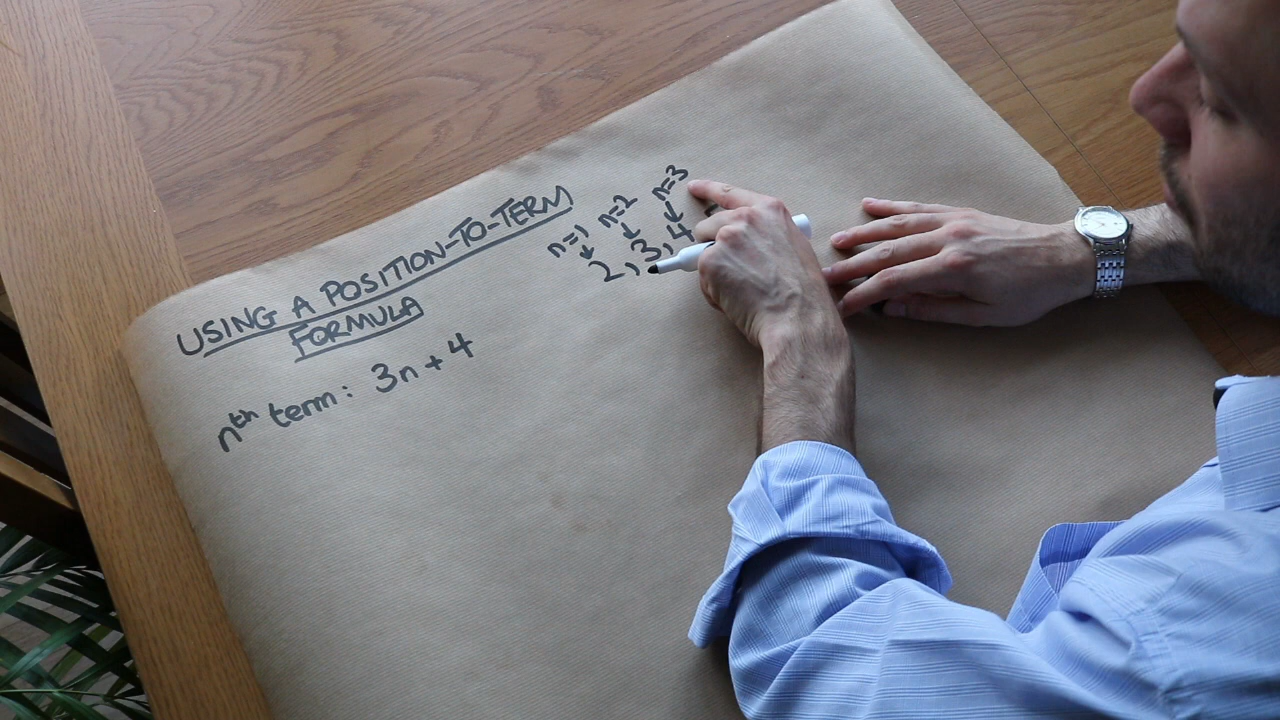 USING A POSITION-TO-TERM
FORMULA
nth term: 3n + 4
n=1 n=2 n=3
2, 3, 4